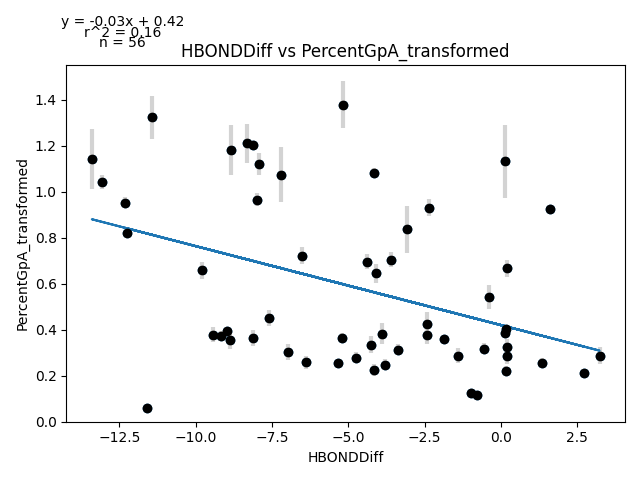 y = -0.03x + 0.42
r^2 = 0.16
n = 56
HBONDDiff vs PercentGpA_transformed
PercentGpA_transformed
1.4
1.2
1.0
0.8
0.6
0.4
0.2
0.0
−12.5 −10.0 −7.5 −5.0 −2.5 0.0 2.5
HBONDDiff